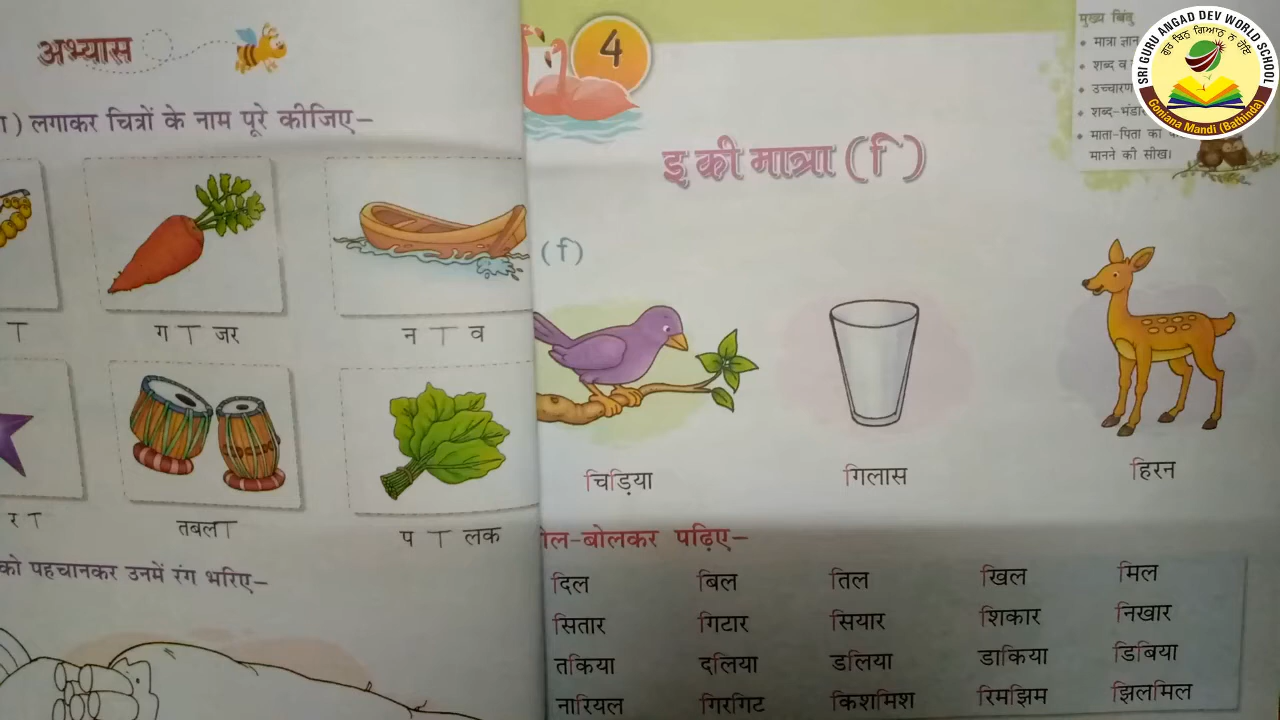 अभ्यास
ा) लगाकर चित्रों के नाम पूरे कीजिए–
ा
ग ा जर
न ा व
र ा
तबला
प ा लक
को पहचानकर उनमें रंग भरिए–
4
मुख्य बिंदु
• मात्रा ज्ञान
• शब्द व
• उच्चारण
• शब्द-भंडार
• माता-पिता का
मानने की सीख।
SRI GURU ANGAD DEV WORLD SCHOOL
Goniana Mandi (Bathinda)
इ की मात्रा (ि)
(ि)
चिड़िया
गिलास
हिरन
बोलकर पढ़िए–
दिल बिल तिल खिल मिल
सितार गिटार सियार शिकार निखार
तकिया दलिया डलिया डाकिया डिबिया
नारियल गिरगिट किशमिश रिमझिम झिलमिल